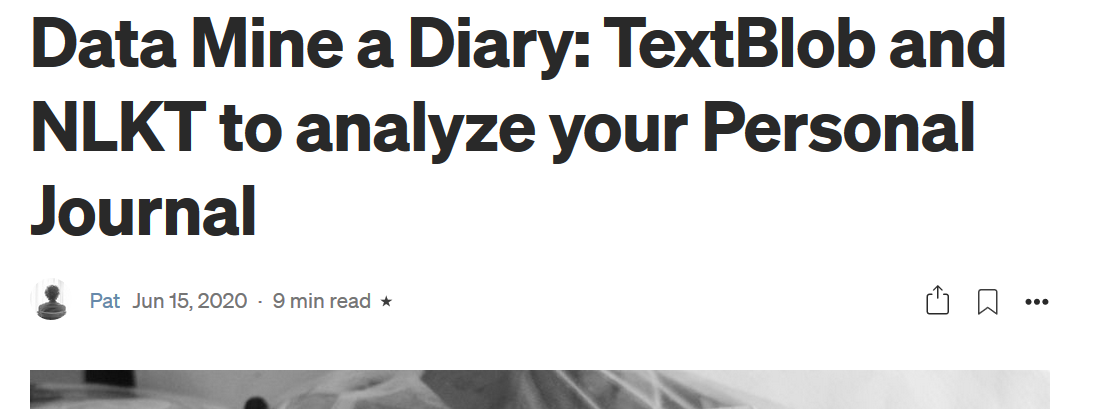 Data Mine a Diary: TextBlob and
NLKT to analyze your Personal
Journal
Pat Jun 15, 2020 · 9 min read ★